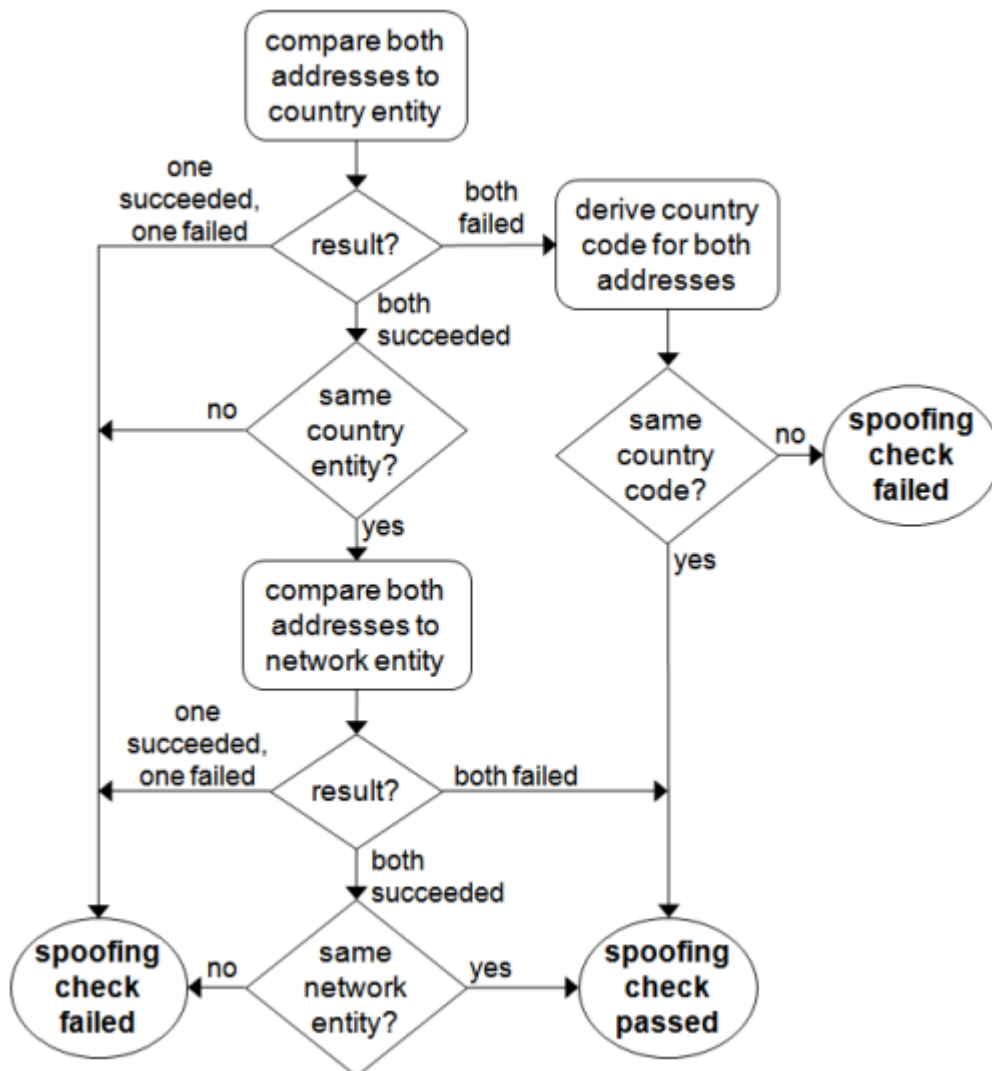 compare both
addresses to
country entity
one
succeeded,
one failed
result?
both
failed
derive country
code for both
addresses
both
succeeded
no
same
country
entity?
same
country
code?
no
spoofing
check
failed
yes
yes
compare both
addresses to
network entity
one
succeeded,
one failed
result?
both failed
both
succeeded
spoofing
check
failed
no
same
network
entity?
yes
spoofing
check
passed